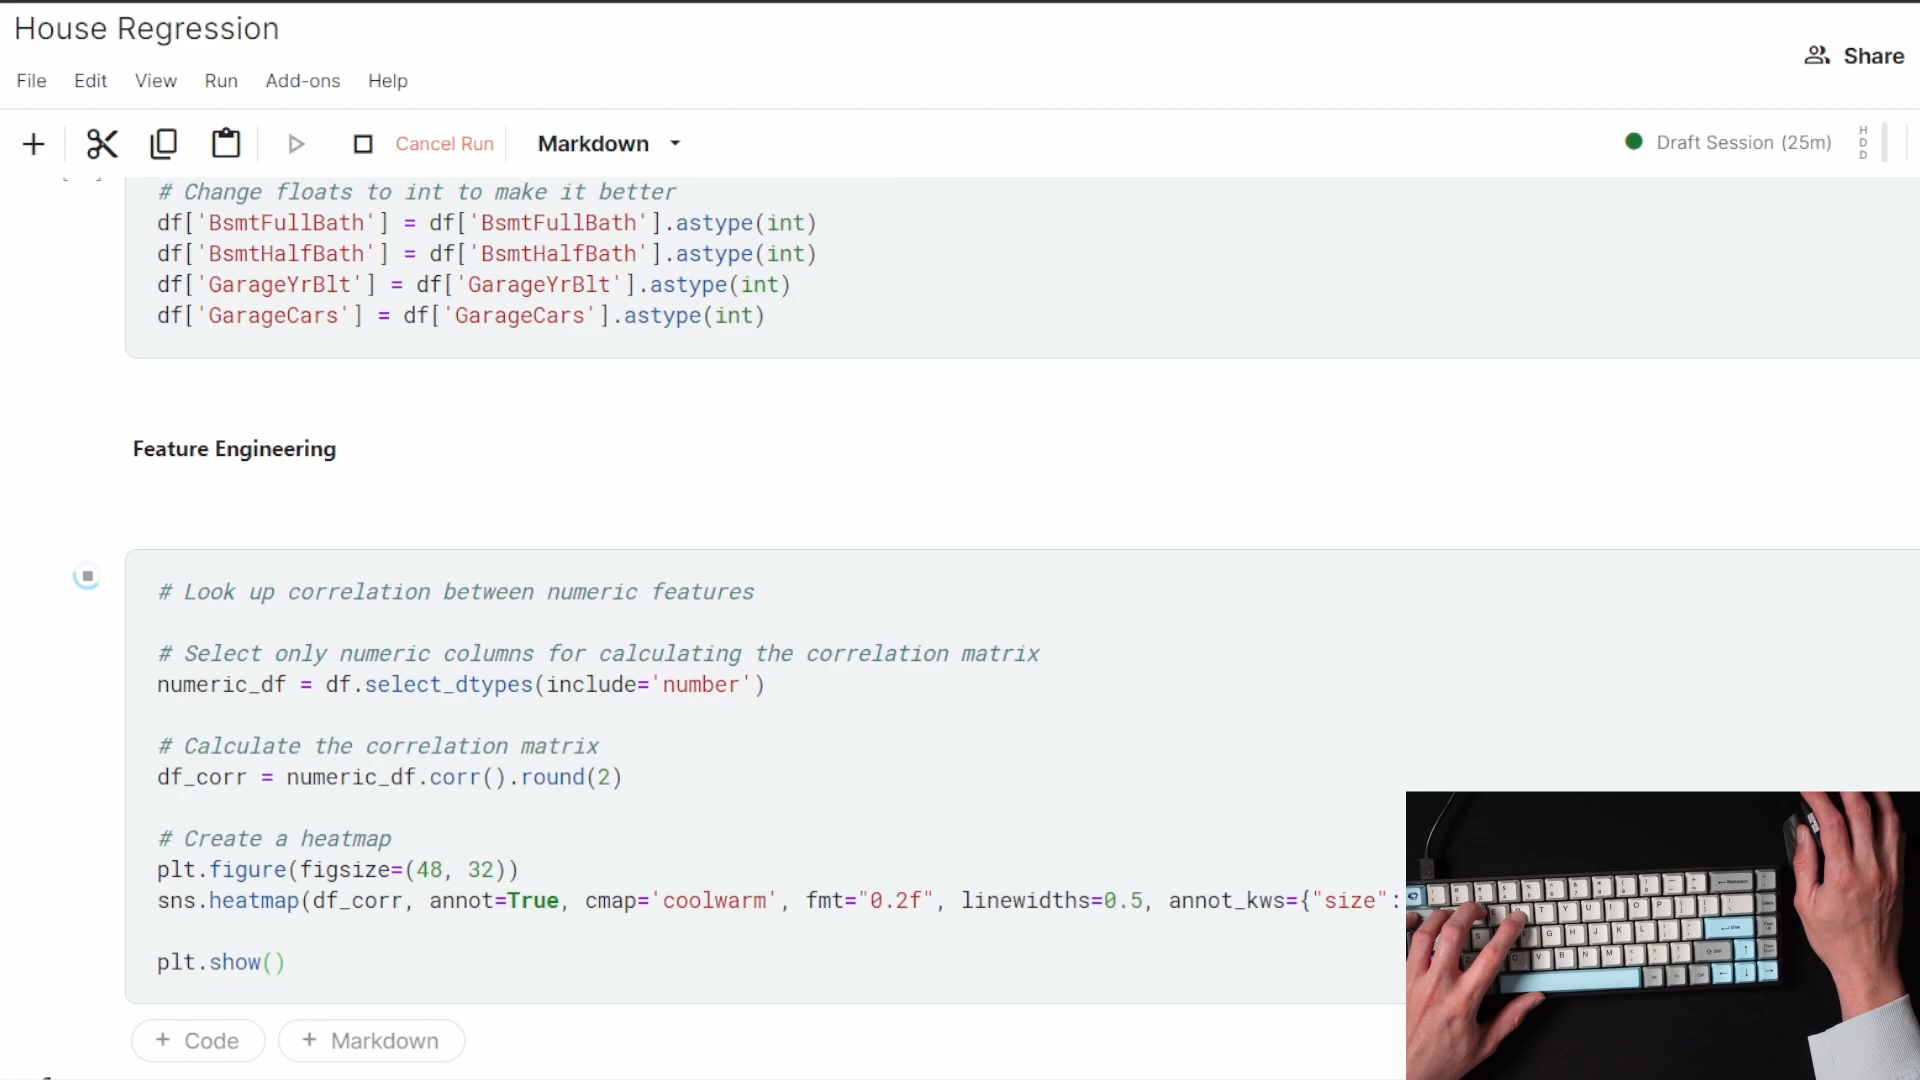 House Regression
Share
File Edit View Run Add-ons Help
Cancel Run Markdown Draft Session (25m) HDD
# Change floats to int to make it better
df['BsmtFullBath'] = df['BsmtFullBath'].astype(int)
df['BsmtHalfBath'] = df['BsmtHalfBath'].astype(int)
df['GarageYrBlt'] = df['GarageYrBlt'].astype(int)
df['GarageCars'] = df['GarageCars'].astype(int)
Feature Engineering
# Look up correlation between numeric features
# Select only numeric columns for calculating the correlation matrix
numeric_df = df.select_dtypes(include='number')
# Calculate the correlation matrix
df_corr = numeric_df.corr().round(2)
# Create a heatmap
plt.figure(figsize=(48, 32))
sns.heatmap(df_corr, annot=True, cmap='coolwarm', fmt="0.2f", linewidths=0.5, annot_kws={"size":
plt.show()
+ Code + Markdown